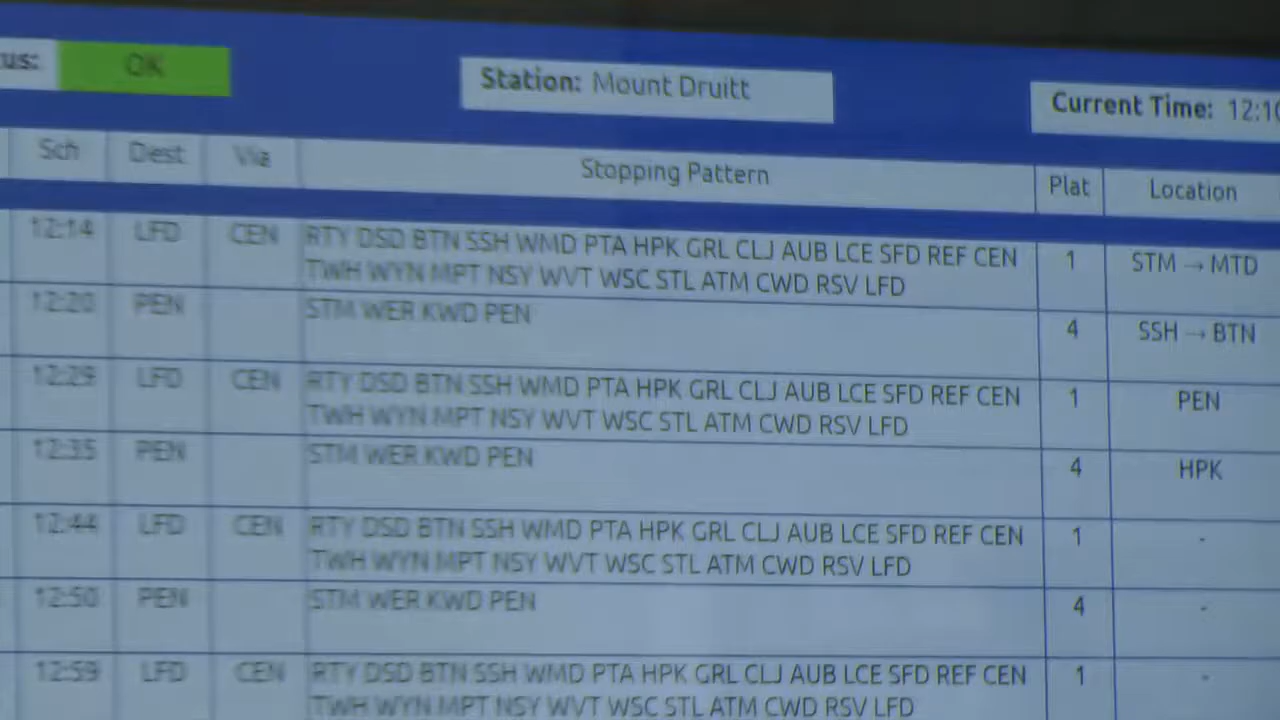 us: OK Station: Mount Druitt Current Time: 12:10
Sch Dest Via Stopping Pattern Plat Location
12:14 LFD CEN RTY DSD BTN SSH WMD PTA HPK GRL CLJ AUB LCE SFD REF CEN 1 STM → MTD
TWH WYN MPT NSY WVT WSC STL ATM CWD RSV LFD
12:20 PEN STM WER KWD PEN 4 SSH → BTN
12:29 LFD CEN RTY DSD BTN SSH WMD PTA HPK GRL CLJ AUB LCE SFD REF CEN 1 PEN
TWH WYN MPT NSY WVT WSC STL ATM CWD RSV LFD
12:35 PEN STM WER KWD PEN 4 HPK
12:44 LFD CEN RTY DSD BTN SSH WMD PTA HPK GRL CLJ AUB LCE SFD REF CEN 1 -
TWH WYN MPT NSY WVT WSC STL ATM CWD RSV LFD
12:50 PEN STM WER KWD PEN 4 -
12:59 LFD CEN RTY DSD BTN SSH WMD PTA HPK GRL CLJ AUB LCE SFD REF CEN 1 -
TWH WYN MPT NSY WVT WSC STL ATM CWD RSV LFD